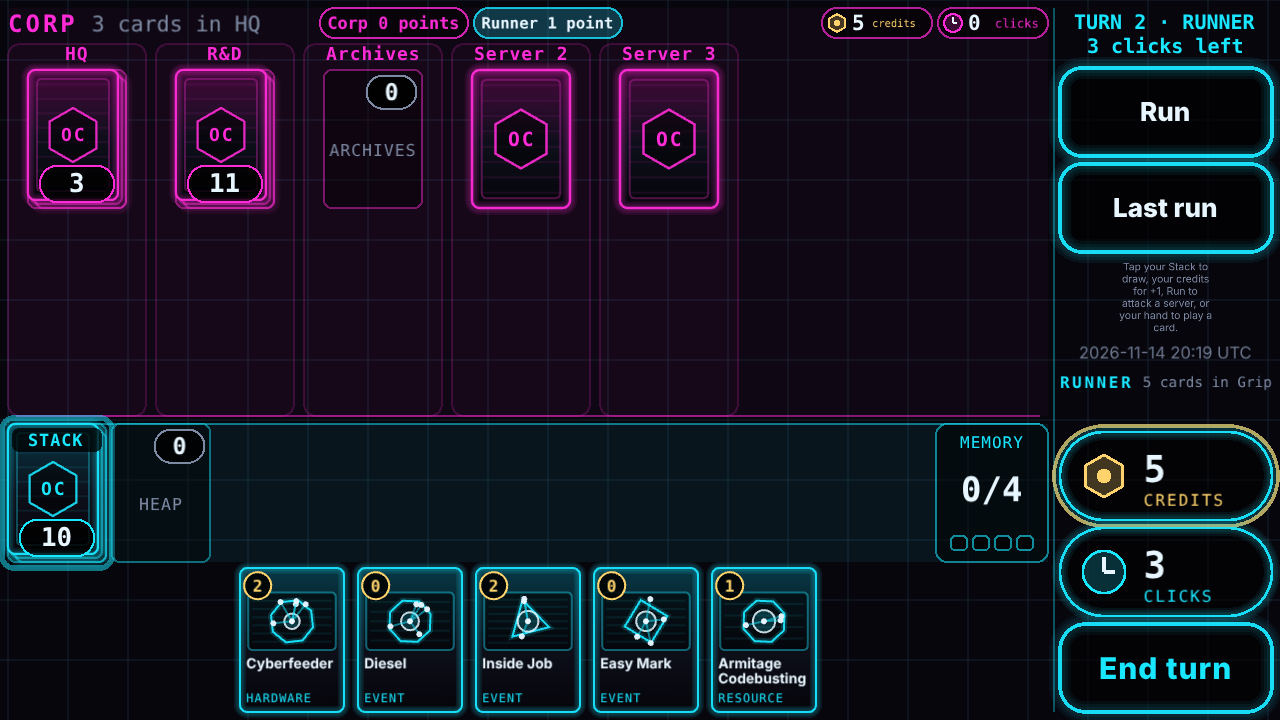 CORP 3 cards in HQ
Corp 0 points
Runner 1 point
5 credits
0 clicks
TURN 2 · RUNNER
3 clicks left
HQ
R&D
Archives
Server 2
Server 3
OC
3
OC
11
0
ARCHIVES
OC
OC
Run
Last run
Tap your Stack to
draw, your credits
for +1, Run to
attack a server, or
your hand to play a
card.
2026-11-14 20:19 UTC
RUNNER 5 cards in Grip
STACK
OC
10
0
HEAP
MEMORY
0/4
5
CREDITS
3
CLICKS
End turn
2
Cyberfeeder
HARDWARE
0
Diesel
EVENT
2
Inside Job
EVENT
0
Easy Mark
EVENT
1
Armitage
Codebusting
RESOURCE